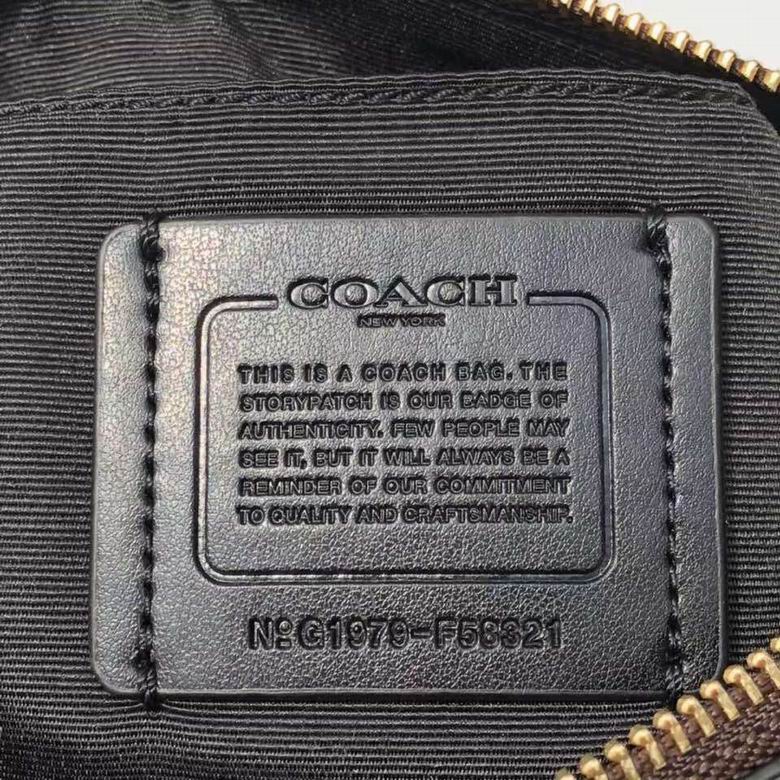 COACH
NEW YORK
THIS IS A COACH BAG. THE
STORYPATCH IS OUR BADGE OF
AUTHENTICITY. FEW PEOPLE MAY
SEE IT, BUT IT WILL ALWAYS BE A
REMINDER OF OUR COMMITMENT
TO QUALITY AND CRAFTSMANSHIP.
Nº G1979-F58321